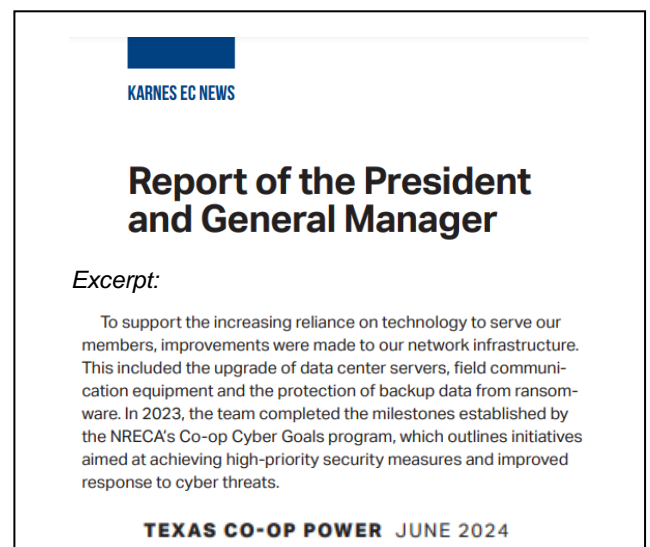 KARNES EC NEWS
Report of the President
and General Manager
Excerpt:
To support the increasing reliance on technology to serve our
members, improvements were made to our network infrastructure.
This included the upgrade of data center servers, field communi-
cation equipment and the protection of backup data from ransom-
ware. In 2023, the team completed the milestones established by
the NRECA's Co-op Cyber Goals program, which outlines initiatives
aimed at achieving high-priority security measures and improved
response to cyber threats.
TEXAS CO-OP POWER JUNE 2024